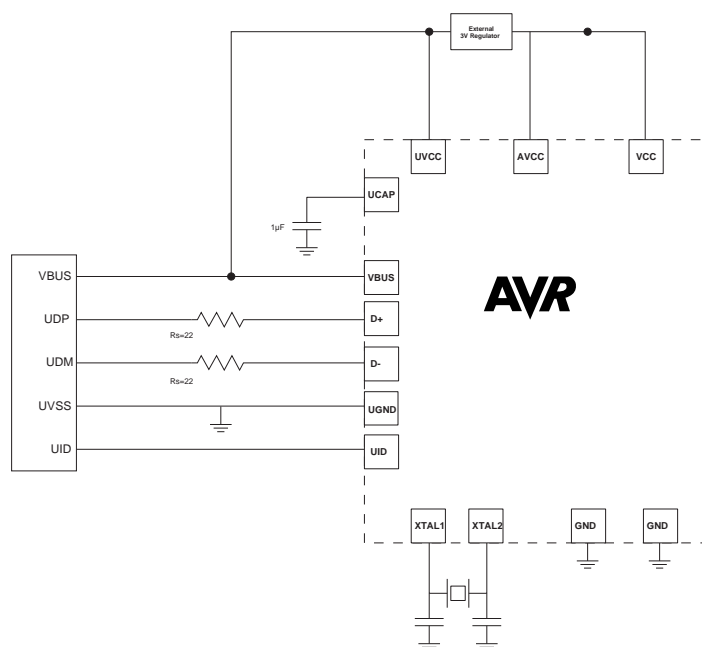 External
3V Regulator
UVCC
AVCC
VCC
UCAP
1µF
VBUS
VBUS
UDP
Rs=22
D+
UDM
Rs=22
D-
UVSS
UGND
UID
UID
AVR
XTAL1
XTAL2
GND
GND